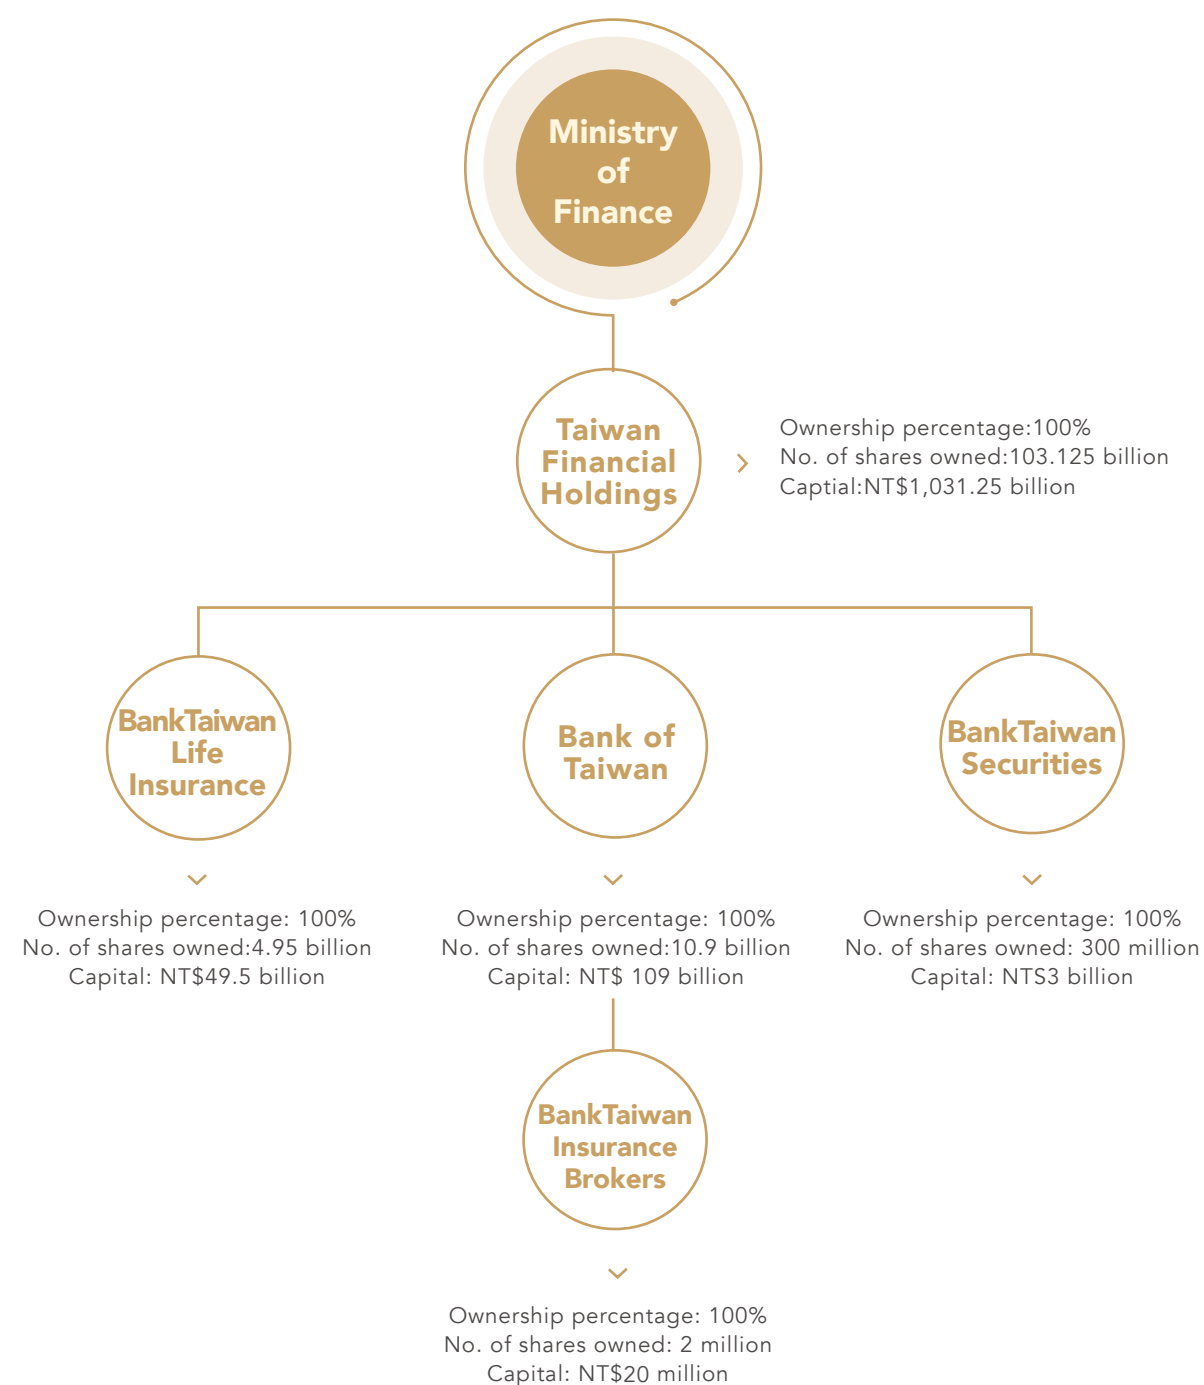 Ministry
of
Finance
Taiwan
Financial
Holdings
Ownership percentage:100%
No. of shares owned:103.125 billion
Captial:NT$1,031.25 billion
BankTaiwan
Life
Insurance
Ownership percentage: 100%
No. of shares owned:4.95 billion
Capital: NT$49.5 billion
Bank of
Taiwan
Ownership percentage: 100%
No. of shares owned:10.9 billion
Capital: NT$ 109 billion
BankTaiwan
Securities
Ownership percentage: 100%
No. of shares owned: 300 million
Capital: NTS3 billion
BankTaiwan
Insurance
Brokers
Ownership percentage: 100%
No. of shares owned: 2 million
Capital: NT$20 million